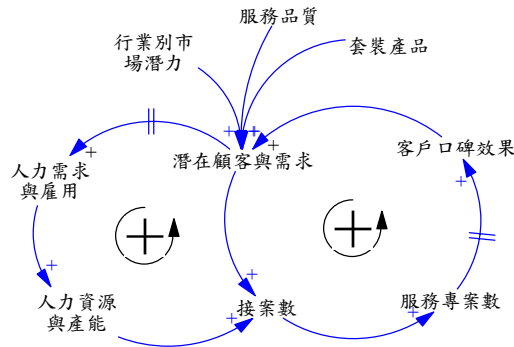 服務品質
行業別市
場潛力
套裝產品
潛在顧客與需求
客戶口碑效果
人力需求
與雇用
人力資源
與產能
接案數
服務專案數